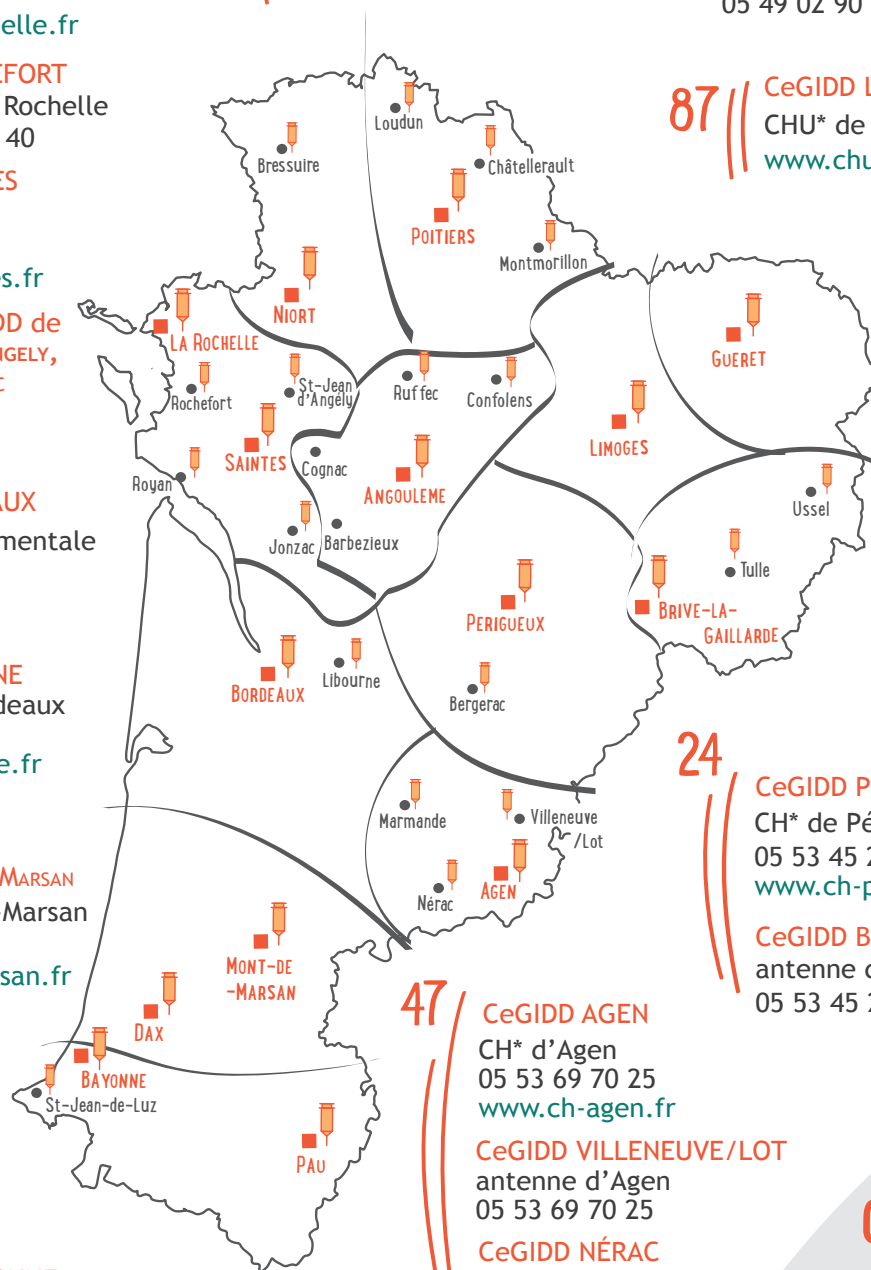 elle.fr
EFORT
Rochelle
40
ES
s.fr
DD de
NGELY,
C
AUX
mentale
NE
deaux
e.fr
MARSAN
-Marsan
san.fr
05 49 02 90
87
CeGIDD L
CHU* de
www.chu
Loudun
Bressuire
Châtellerault
POITIERS
Montmorillon
NIORT
LA ROCHELLE
GUERET
Rochefort
St-Jean
d'Angély
Ruffec
Confolens
SAINTES
Cognac
LIMOGES
Royan
ANGOULEME
Ussel
Jonzac
Barbezieux
Tulle
PERIGUEUX
BRIVE-LA-
GAILLARDE
BORDEAUX
Libourne
Bergerac
Marmande
Villeneuve
/Lot
Nérac
AGEN
MONT-DE
-MARSAN
DAX
BAYONNE
St-Jean-de-Luz
PAU
24
CeGIDD P
CH* de Pé
05 53 45 2
www.ch-p
CeGIDD B
antenne d
05 53 45 2
47
CeGIDD AGEN
CH* d'Agen
05 53 69 70 25
www.ch-agen.fr
CeGIDD VILLENEUVE/LOT
antenne d'Agen
05 53 69 70 25
CeGIDD NÉRAC